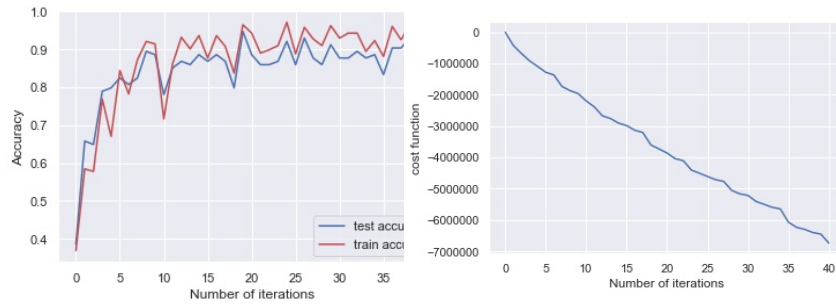 1.0
0.9
0.8
0.7
0.6
0.5
0.4
Accuracy
0 5 10 15 20 25 30 35
Number of iterations
test accu
train accu
0
−1000000
−2000000
−3000000
−4000000
−5000000
−6000000
−7000000
cost function
0 5 10 15 20 25 30 35 40
Number of iterations